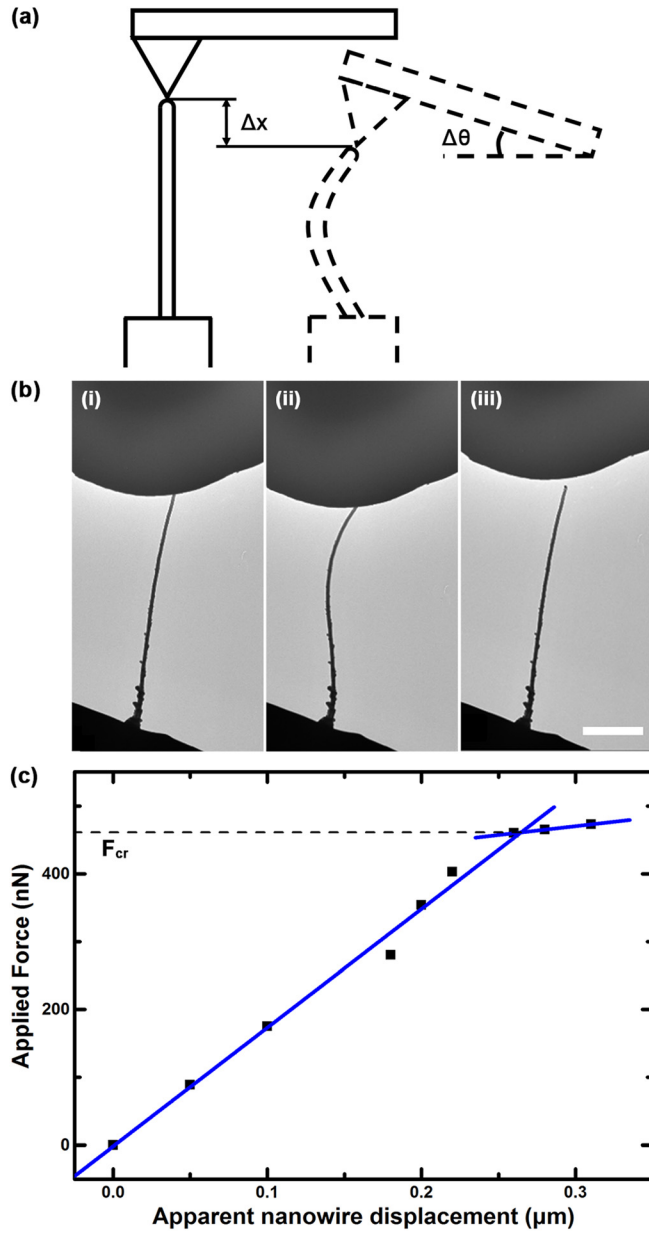 (a)
Δx
Δθ
(b)
(i)
(ii)
(iii)
(c)
F_cr
400
200
0
0.0 0.1 0.2 0.3
Applied Force (nN)
Apparent nanowire displacement (μm)